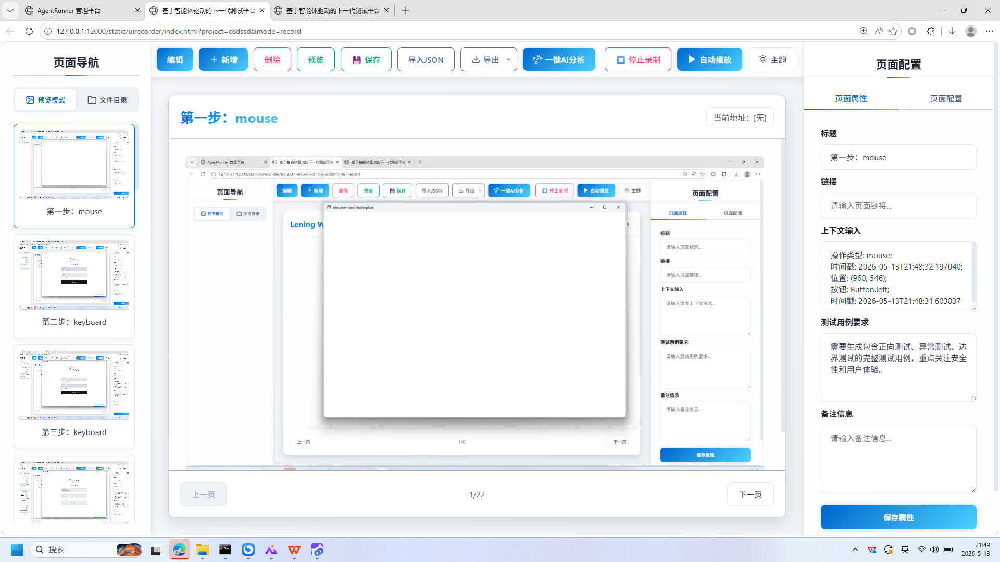 AgentRunner 管理平台
基于智能体驱动的下一代测试平台
基于智能体驱动的下一代测试平台
127.0.0.1:12000/static/uirecorder/index.html?project=dsdssd&mode=record
页面导航
预览模式
文件目录
第一步：mouse
第二步：keyboard
第三步：keyboard
编辑
新增
删除
预览
保存
导入JSON
导出
一键AI分析
停止录制
自动播放
主题
第一步：mouse
当前地址：[无]
AgentRunner 管理平台
基于智能体驱动的下一代测试平台
基于智能体驱动的下一代测试平台
127.0.0.1:12000/static/uirecorder/index.html?project=dsdssd&mode=record
页面导航
预览模式
文件目录
编辑
新增
删除
预览
保存
导入JSON
导出
一键AI分析
停止录制
自动播放
主题
electron-react-boilerplate
Lening W
上一页
1/0
下一页
页面配置
页面属性
页面配置
标题
请输入页面标题...
链接
请输入页面链接...
上下文输入
请输入页面上下文信息...
测试用例要求
请输入测试用例要求...
备注信息
请输入备注信息...
保存属性
上一页
1/22
下一页
页面配置
页面属性
页面配置
标题
第一步：mouse
链接
请输入页面链接...
上下文输入
操作类型: mouse;
时间戳: 2026-05-13T21:48:32.197040;
位置: (960, 546);
按钮: Button.left;
时间戳: 2026-05-13T21:48:31.603837
测试用例要求
需要生成包含正向测试、异常测试、边
界测试的完整测试用例，重点关注安全
性和用户体验。
备注信息
请输入备注信息...
保存属性
搜索
英
21:49
2026-5-13